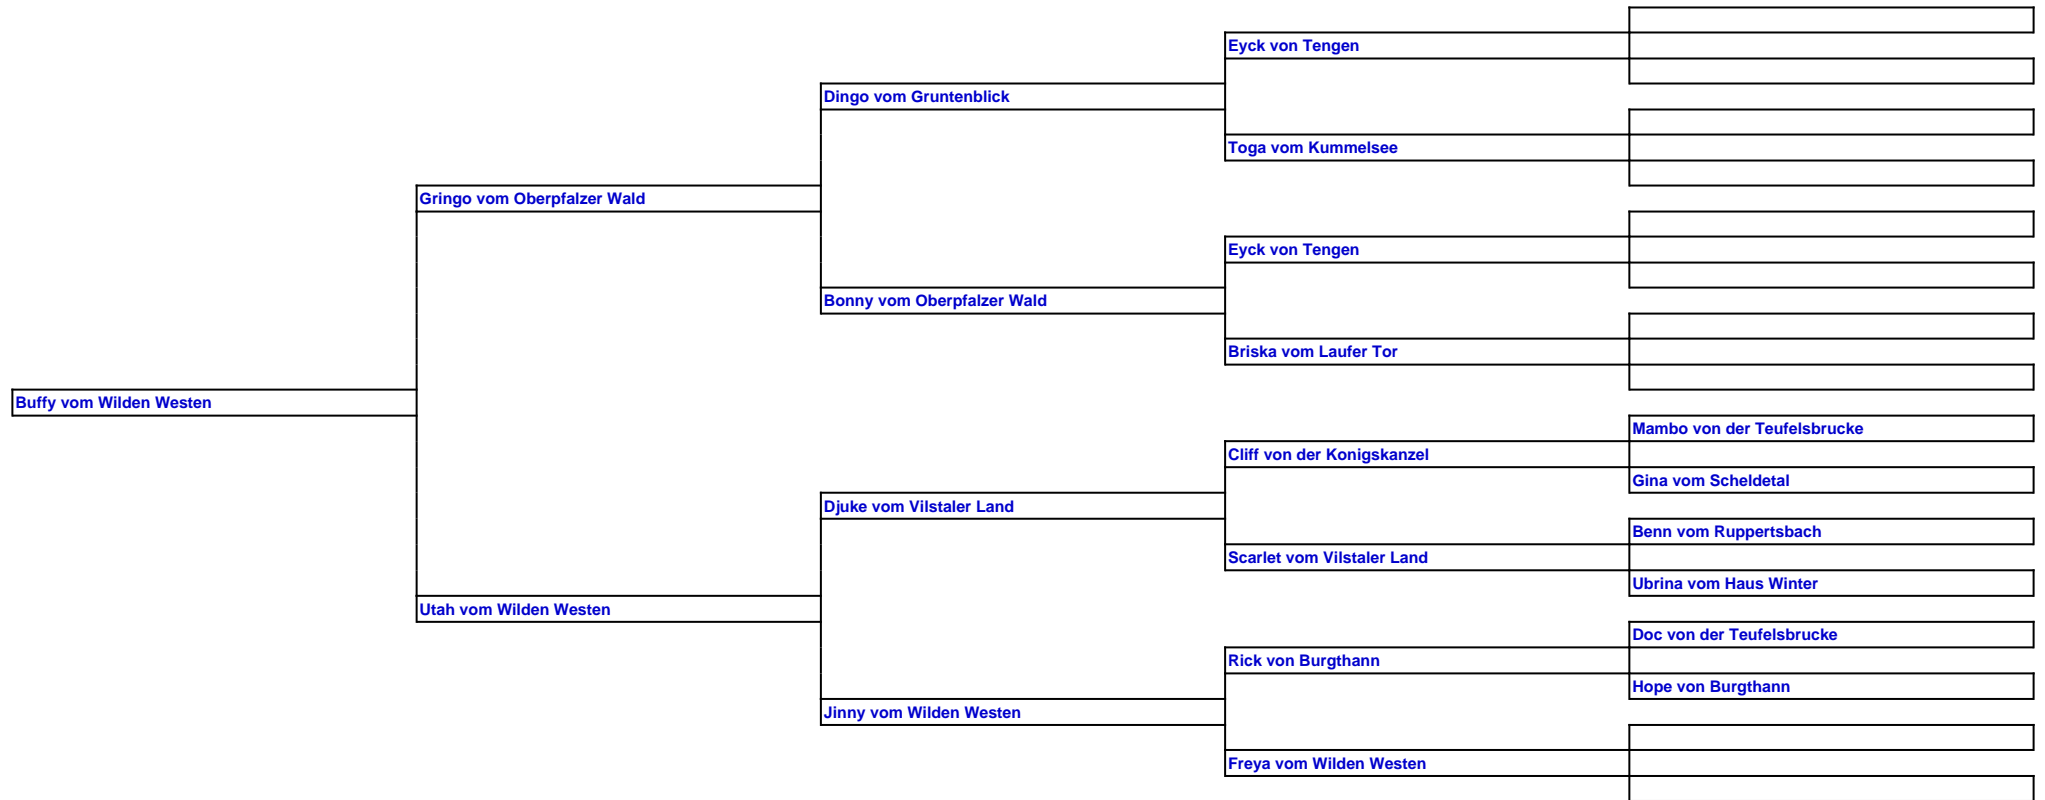 Eyck von Tengen
Dingo vom Gruntenblick
Toga vom Kummelsee
Gringo vom Oberpfalzer Wald
Eyck von Tengen
Bonny vom Oberpfalzer Wald
Briska vom Laufer Tor
Buffy vom Wilden Westen
Mambo von der Teufelsbrucke
Cliff von der Konigskanzel
Gina vom Scheldetal
Djuke vom Vilstaler Land
Benn vom Ruppertsbach
Scarlet vom Vilstaler Land
Ubrina vom Haus Winter
Utah vom Wilden Westen
Doc von der Teufelsbrucke
Rick von Burgthann
Hope von Burgthann
Jinny vom Wilden Westen
Freya vom Wilden Westen